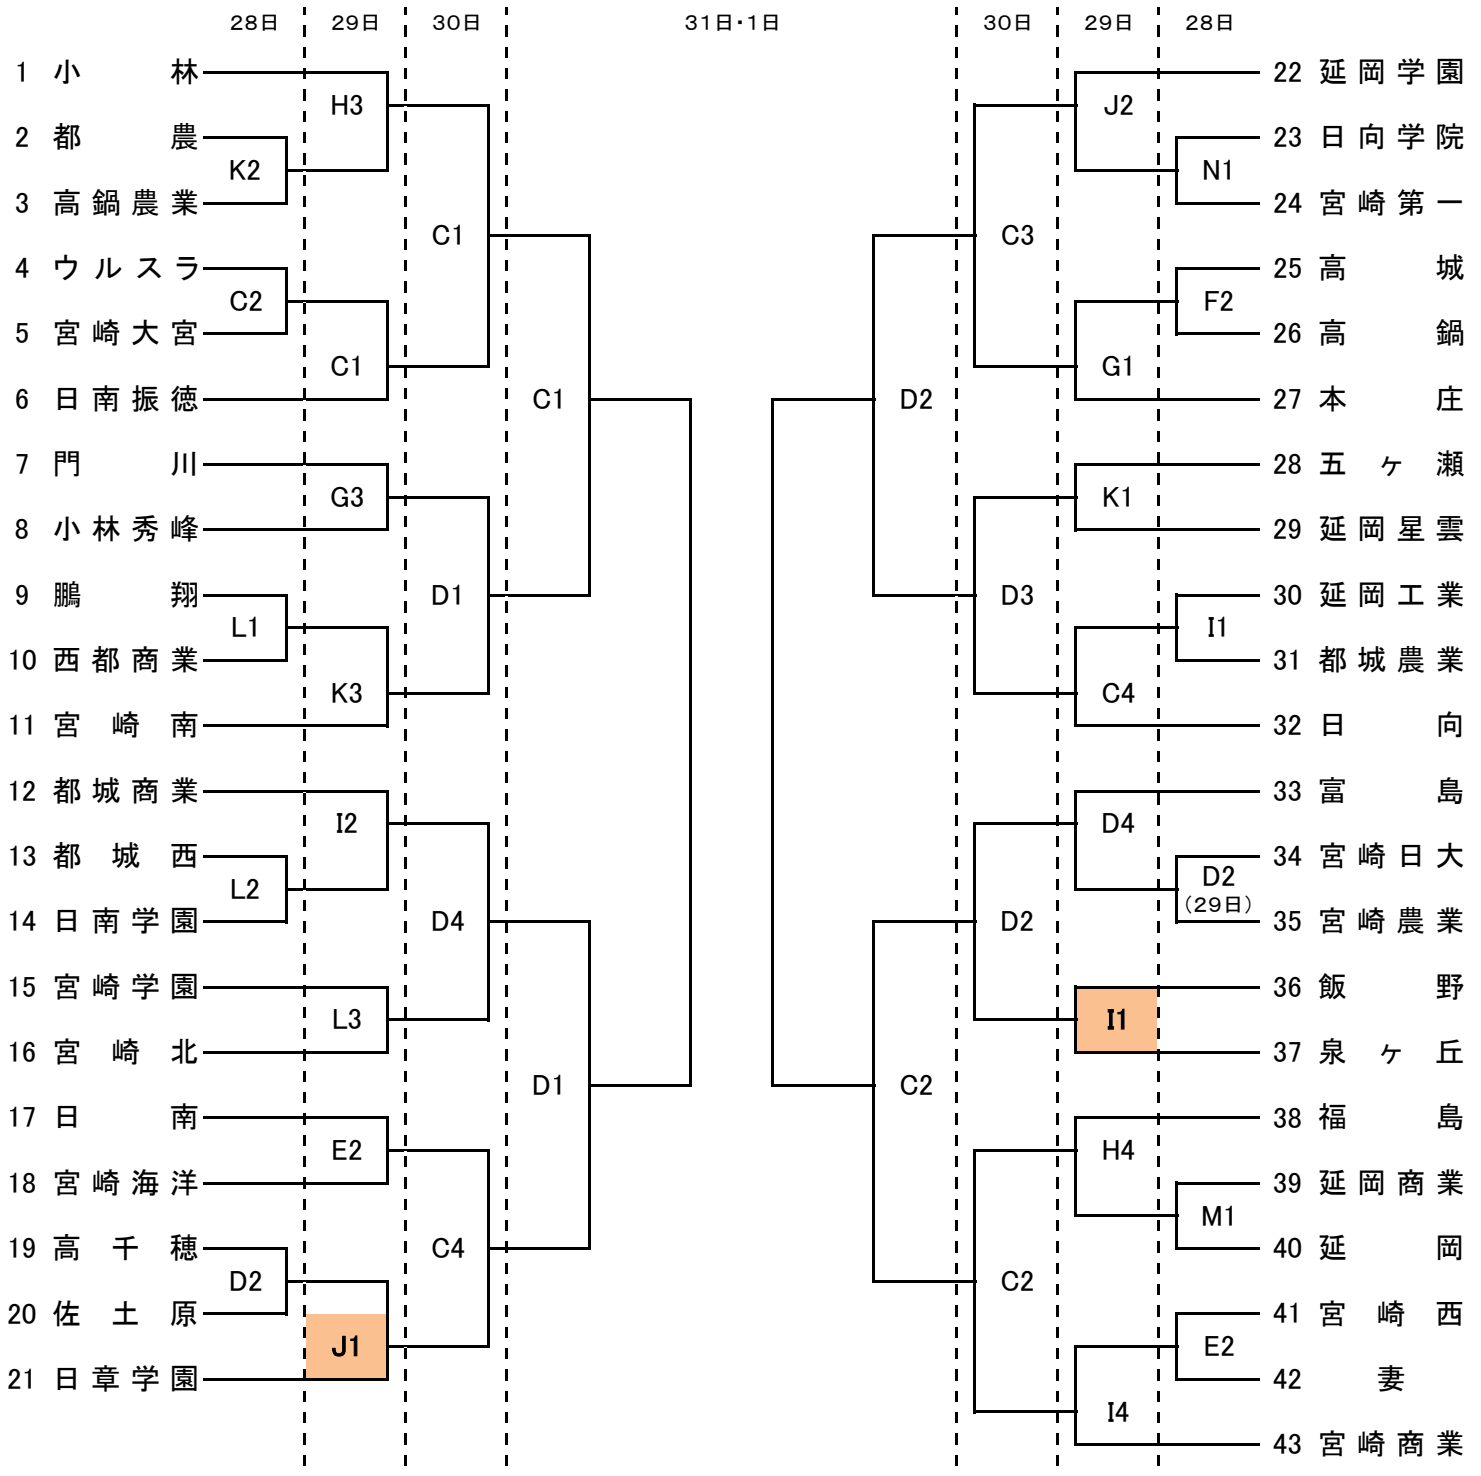 28日 29日 30日 31日・1日 30日 29日 28日
1 小林
2 都農
3 高鍋農業
4 ウルスラ
5 宮崎大宮
6 日南振徳
7 門川
8 小林秀峰
9 鵬翔
10 西都商業
11 宮崎南
12 都城商業
13 都城西
14 日南学園
15 宮崎学園
16 宮崎北
17 日南
18 宮崎海洋
19 高千穂
20 佐土原
21 日章学園
K2
C2
L1
L2
D2
H3
C1
G3
K3
I2
L3
E2
J1
C1
D1
D4
C4
C1
D1
D2
C2
C3
D3
D2
C2
J2
G1
K1
C4
D4
I1
H4
I4
N1
F2
I1
D2
(29日)
M1
E2
22 延岡学園
23 日向学院
24 宮崎第一
25 高城
26 高鍋
27 本庄
28 五ヶ瀬
29 延岡星雲
30 延岡工業
31 都城農業
32 日向
33 富島
34 宮崎日大
35 宮崎農業
36 飯野
37 泉ヶ丘
38 福島
39 延岡商業
40 延岡
41 宮崎西
42 妻
43 宮崎商業